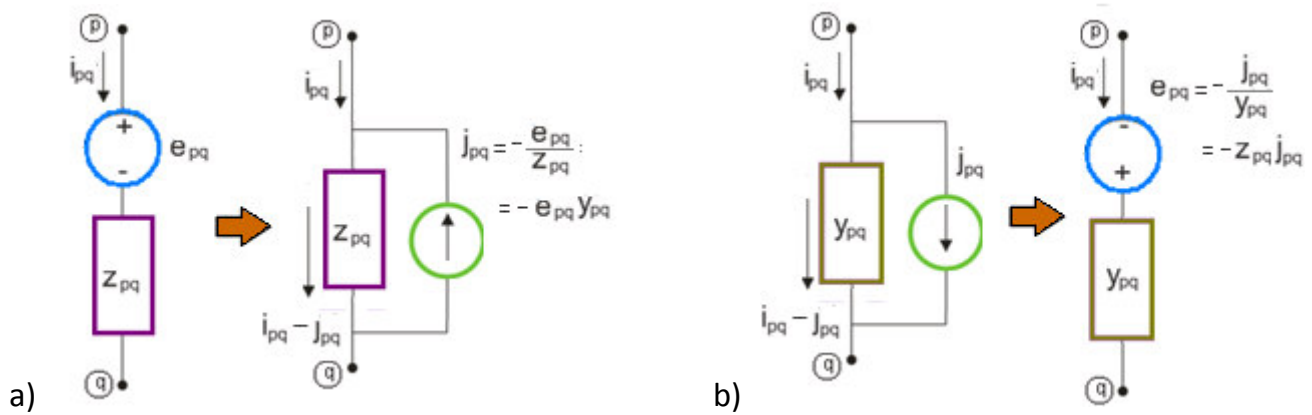 p
i_pq
+
e_pq
-
z_pq
q
a)
p
i_pq
j_pq = - e_pq / z_pq :
= - e_pq y_pq
z_pq
i_pq - j_pq
q
p
i_pq
j_pq
y_pq
i_pq - j_pq
q
b)
p
i_pq
e_pq = - j_pq / y_pq
= - z_pq j_pq
-
+
y_pq
q